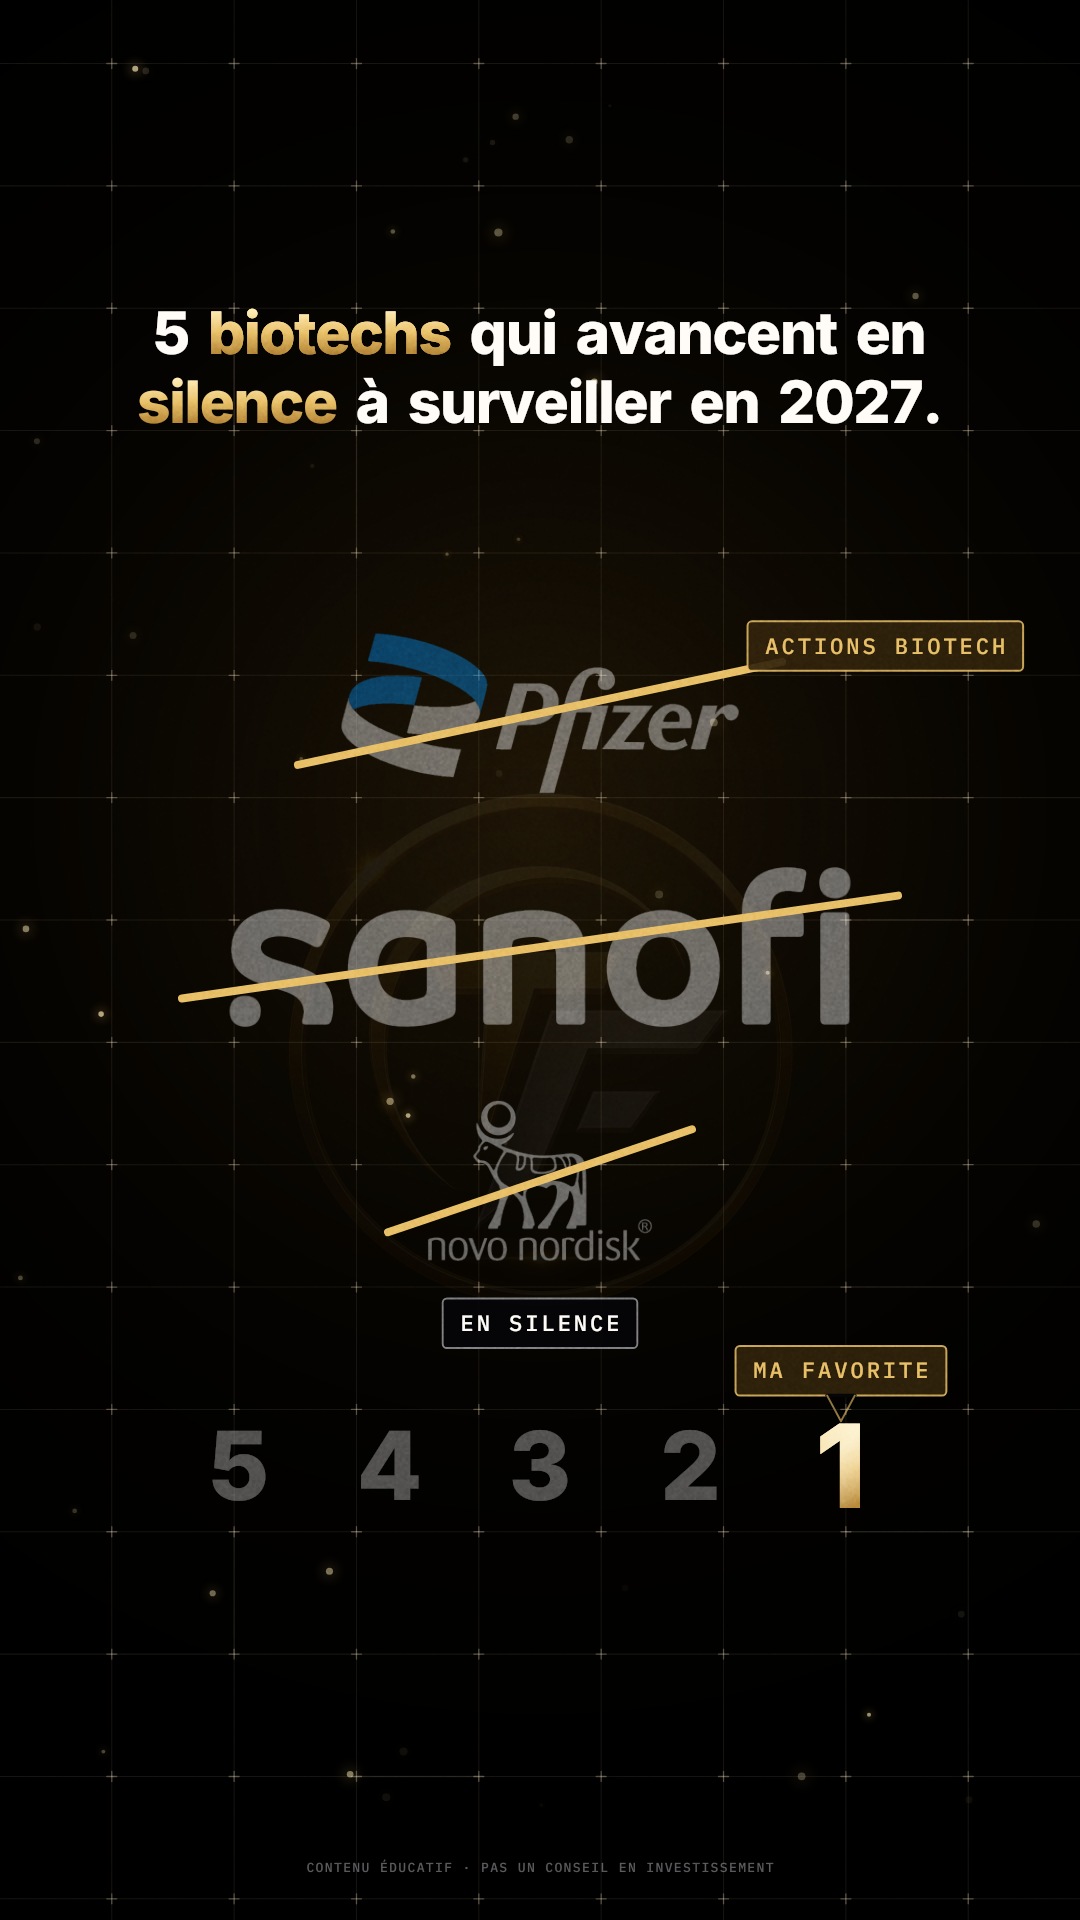 5 biotechs qui avancent en
silence à surveiller en 2027.
ACTIONS BIOTECH
Pfizer
sanofi
novo nordisk®
EN SILENCE
MA FAVORITE
5 4 3 2 1
CONTENU ÉDUCATIF · PAS UN CONSEIL EN INVESTISSEMENT